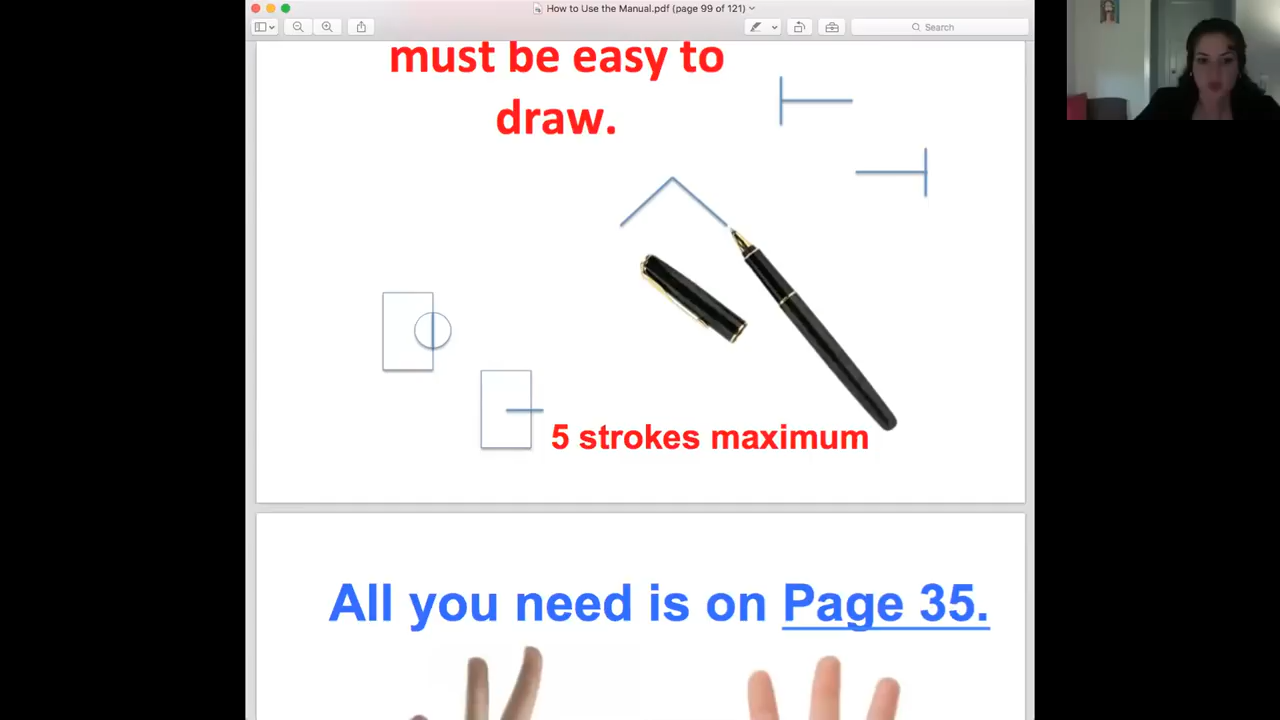 How to Use the Manual.pdf (page 99 of 121)
Search
must be easy to
draw.
5 strokes maximum
All you need is on Page 35.